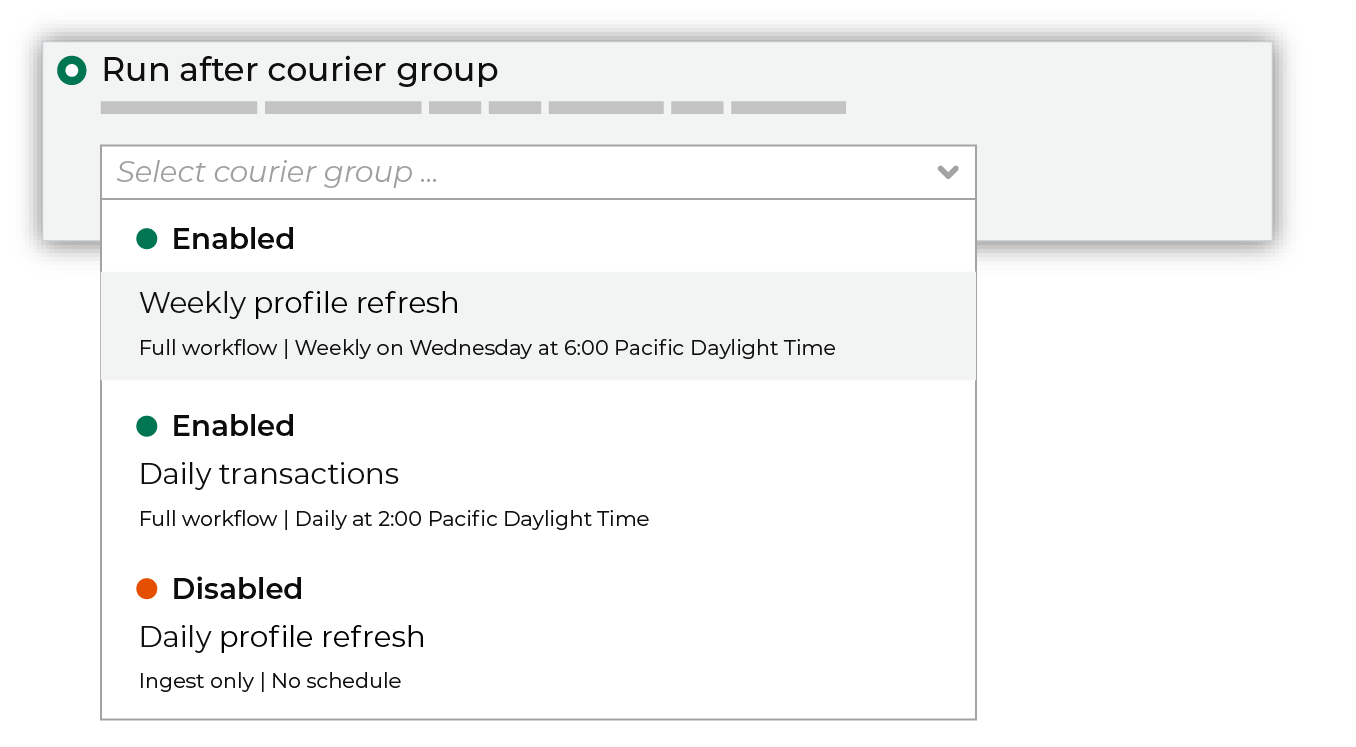 Run after courier group
Select courier group ...
Enabled
Weekly profile refresh
Full workflow | Weekly on Wednesday at 6:00 Pacific Daylight Time
Enabled
Daily transactions
Full workflow | Daily at 2:00 Pacific Daylight Time
Disabled
Daily profile refresh
Ingest only | No schedule